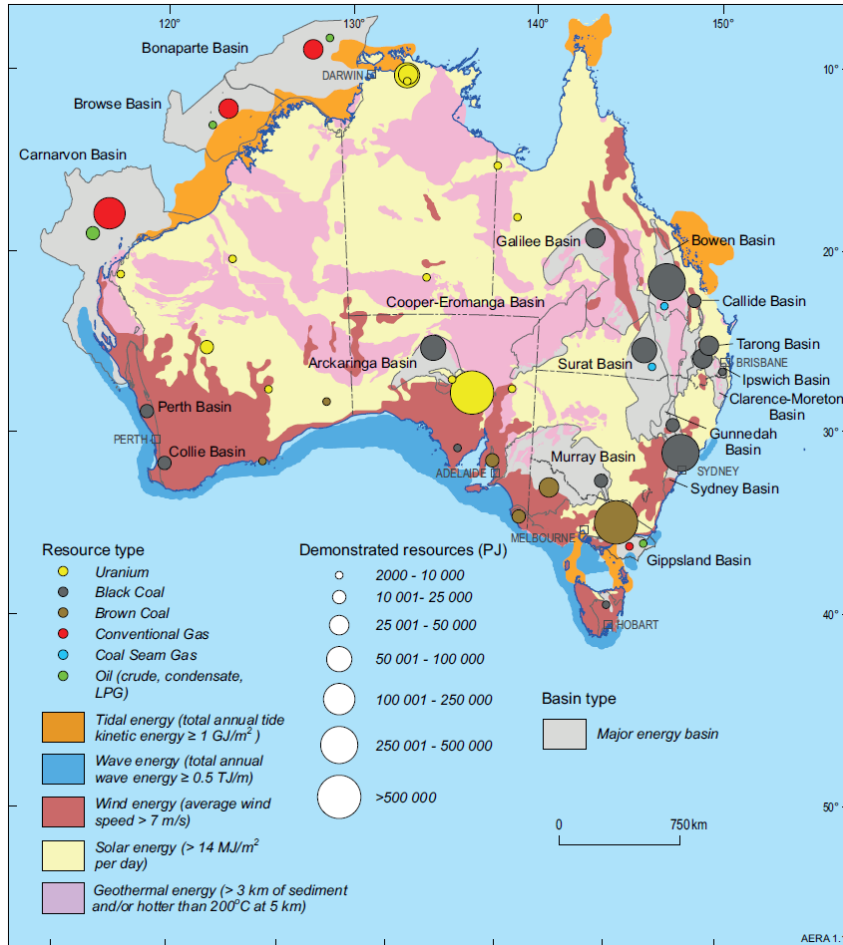 120°
130°
140°
150°
Bonaparte Basin
DARWIN
10°
Browse Basin
Carnarvon Basin
Galilee Basin
Bowen Basin
20°
Cooper-Eromanga Basin
Callide Basin
Arckaringa Basin
Surat Basin
Tarong Basin
BRISBANE
Ipswich Basin
Clarence-Moreton
Basin
Perth Basin
Gunnedah
Basin
30°
PERTH
Collie Basin
Murray Basin
ADELAIDE
SYDNEY
Sydney Basin
MELBOURNE
Gippsland Basin
HOBART
40°
50°
Resource type
Uranium
Black Coal
Brown Coal
Conventional Gas
Coal Seam Gas
Oil (crude, condensate,
LPG)
Tidal energy (total annual tide
kinetic energy ≥ 1 GJ/m² )
Wave energy (total annual
wave energy ≥ 0.5 TJ/m)
Wind energy (average wind
speed > 7 m/s)
Solar energy (> 14 MJ/m²
per day)
Geothermal energy (> 3 km of sediment
and/or hotter than 200°C at 5 km)
Demonstrated resources (PJ)
2000 - 10 000
10 001- 25 000
25 001 - 50 000
50 001 - 100 000
100 001 - 250 000
250 001 - 500 000
>500 000
Basin type
Major energy basin
0
750 km
AERA 1.